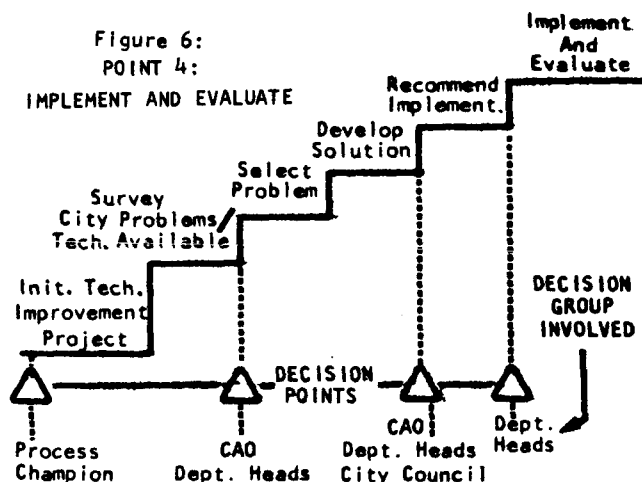 Figure 6:
POINT 4:
IMPLEMENT AND EVALUATE
Implement
And
Evaluate
Recommend
Implement.
Develop
Solution
Select
Problem
Survey
City Problems
Tech. Available
Init. Tech.
Improvement
Project
DECISION
GROUP
INVOLVED
DECISION
POINTS
Process
Champion
CAO
Dept. Heads
CAO
Dept. Heads
City Council
Dept.
Heads